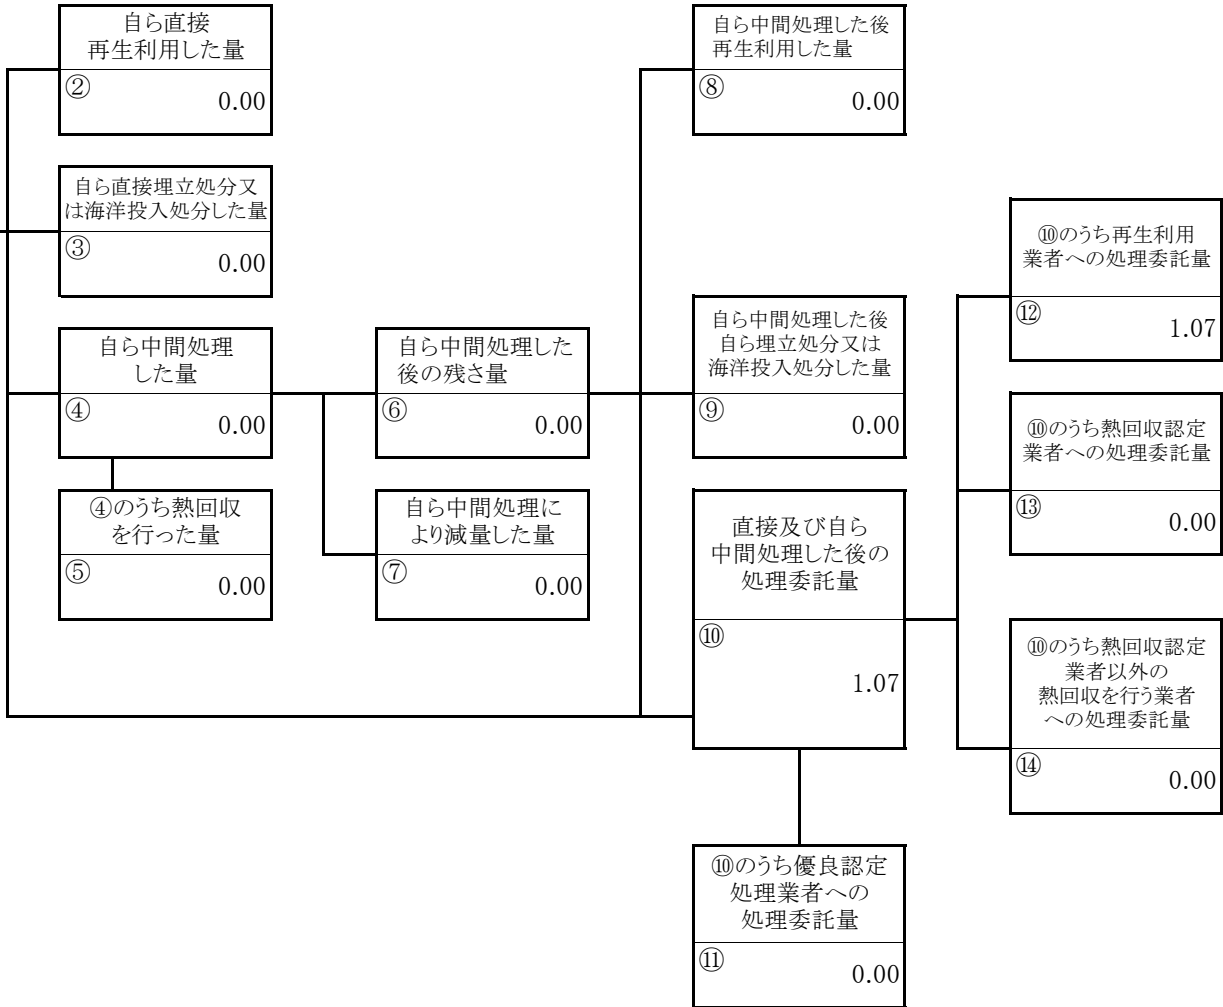 自ら直接
再生利用した量
②
0.00
自ら直接埋立処分又
は海洋投入処分した量
③
0.00
自ら中間処理
した量
④
0.00
④のうち熱回収
を行った量
⑤
0.00
自ら中間処理した
後の残さ量
⑥
0.00
自ら中間処理に
より減量した量
⑦
0.00
自ら中間処理した後
再生利用した量
⑧
0.00
自ら中間処理した後
自ら埋立処分又は
海洋投入処分した量
⑨
0.00
直接及び自ら
中間処理した後の
処理委託量
⑩
1.07
⑩のうち優良認定
処理業者への
処理委託量
⑪
0.00
⑩のうち再生利用
業者への処理委託量
⑫
1.07
⑩のうち熱回収認定
業者への処理委託量
⑬
0.00
⑩のうち熱回収認定
業者以外の
熱回収を行う業者
への処理委託量
⑭
0.00